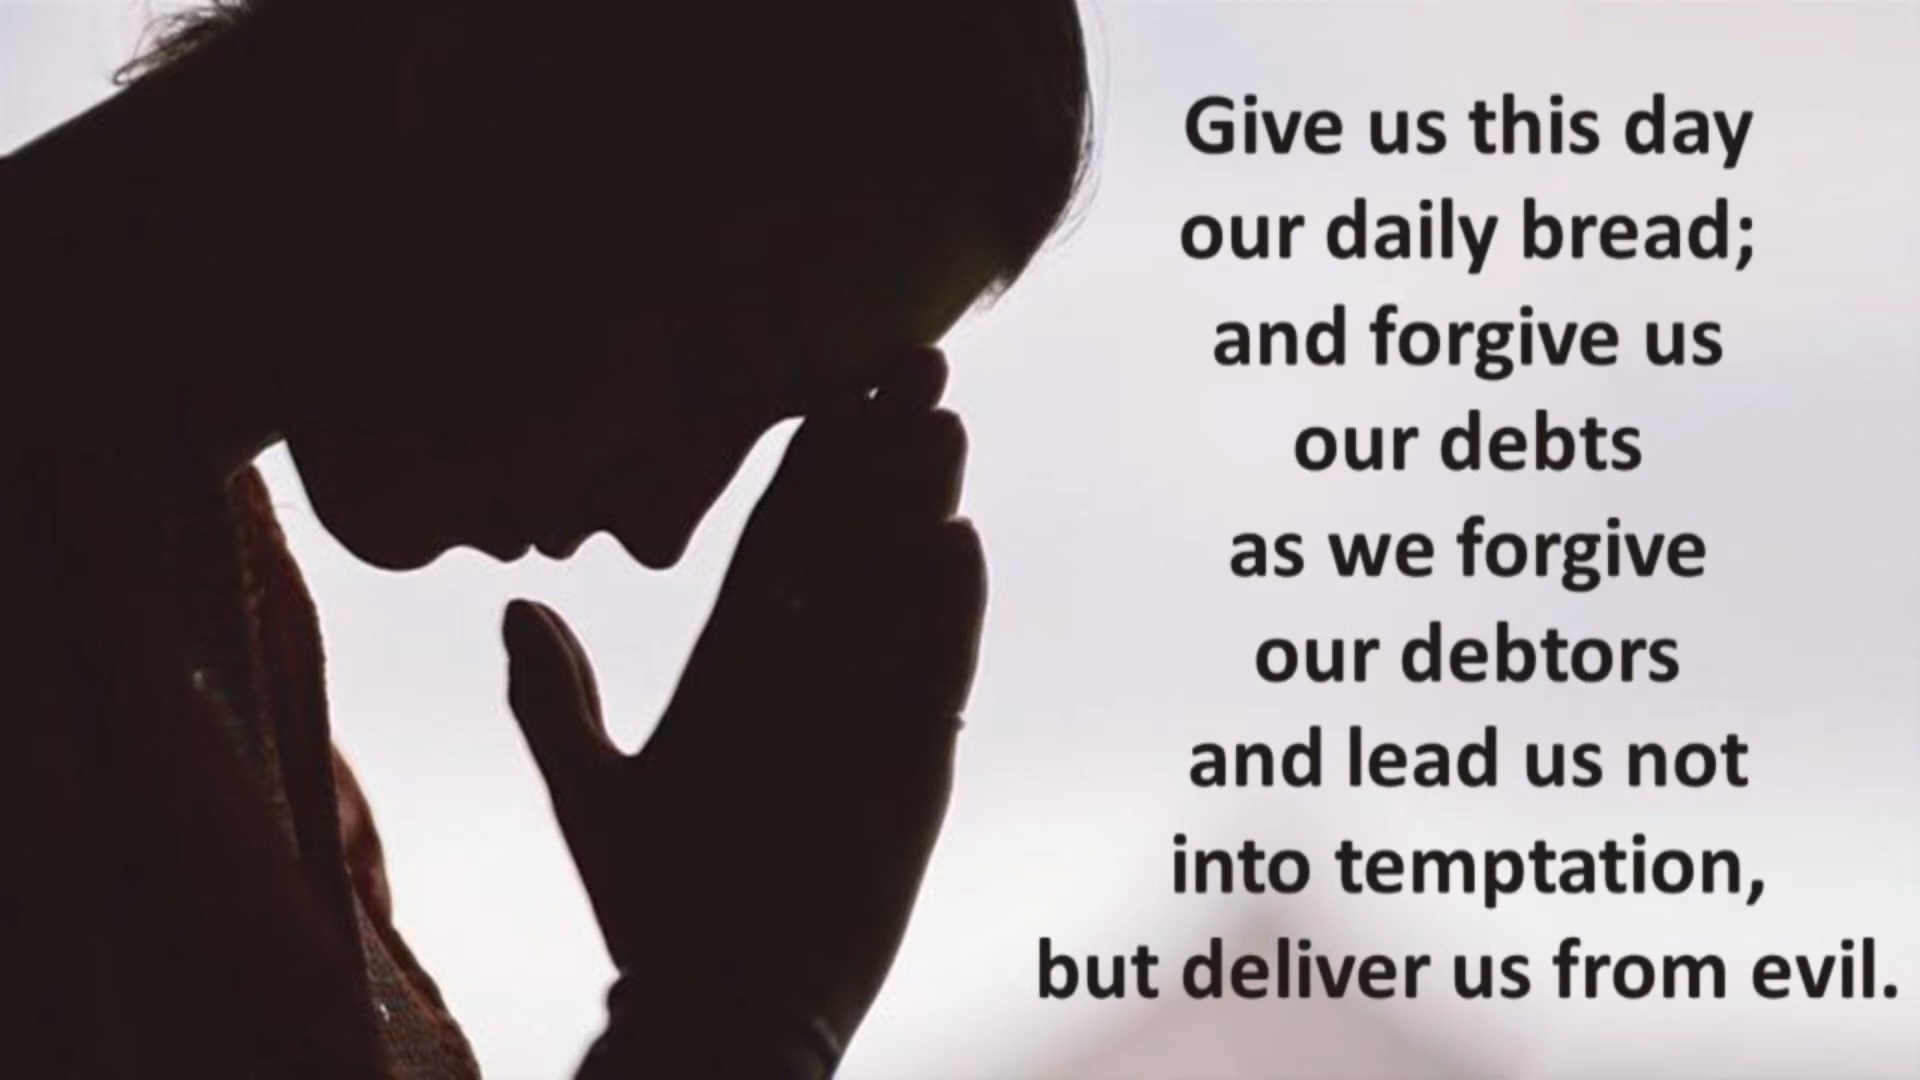 Give us this day
our daily bread;
and forgive us
our debts
as we forgive
our debtors
and lead us not
into temptation,
but deliver us from evil.